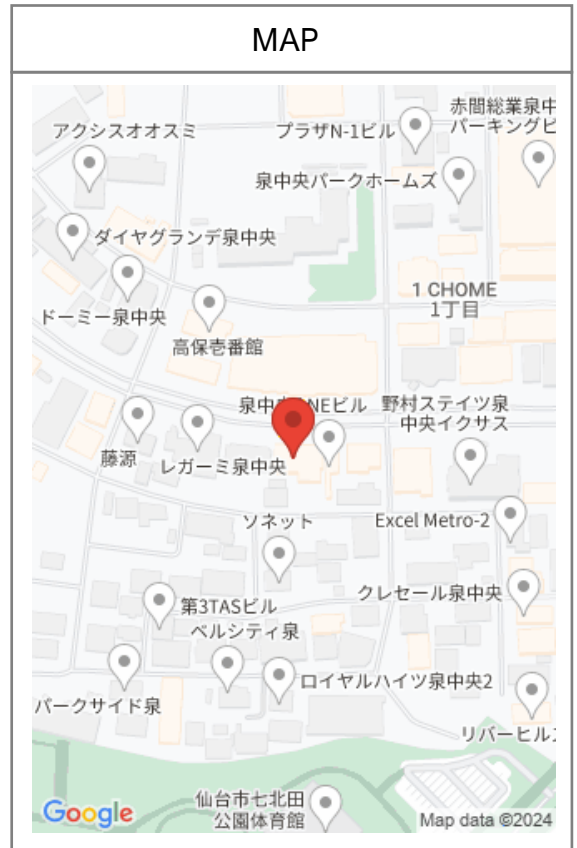 MAP
赤間総業泉中
パーキングビ
アクシスオオスミ
プラザN-1ビル
泉中央パークホームズ
ダイヤグランデ泉中央
1 CHOME
1丁目
ドーミー泉中央
高保壱番館
泉中
NEビル
野村ステイツ泉
中央イクサス
藤源
レガーミ泉中央
ソネット
Excel Metro-2
クレセール泉中央
第3TASビル
ベルシティ泉
ロイヤルハイツ泉中央2
パークサイド泉
リバーヒル
仙台市七北田
公園体育館
Google
Map data ©2024